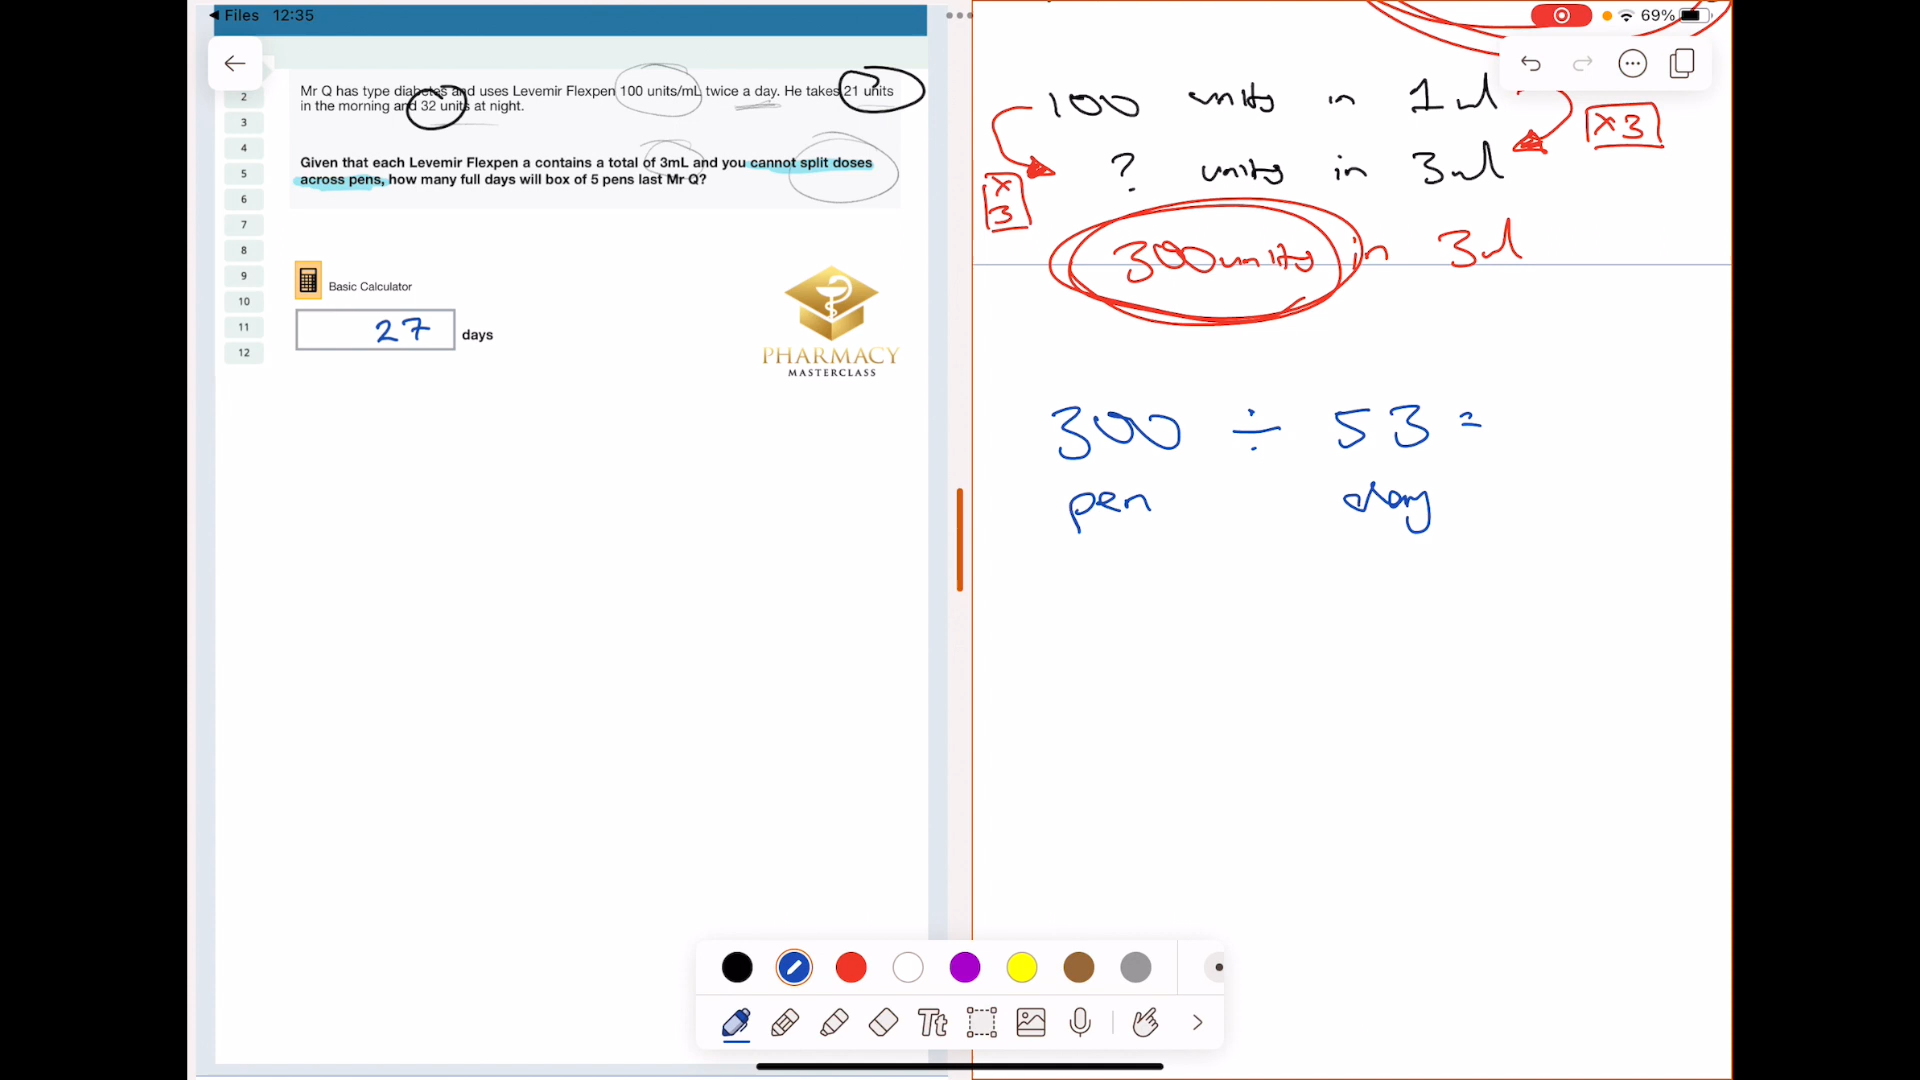 Files 12:35
69%
2
3
4
5
6
7
8
9
10
11
12
Mr Q has type diabetes and uses Levemir Flexpen 100 units/mL twice a day. He takes 21 units
in the morning and 32 units at night.
Given that each Levemir Flexpen a contains a total of 3mL and you cannot split doses
across pens, how many full days will box of 5 pens last Mr Q?
Basic Calculator
27 days
PHARMACY
MASTERCLASS
100 units in 1ml
x3
? units in 3ml
x
3
300units in 3ml
300 ÷ 53 =
pen day
Tt